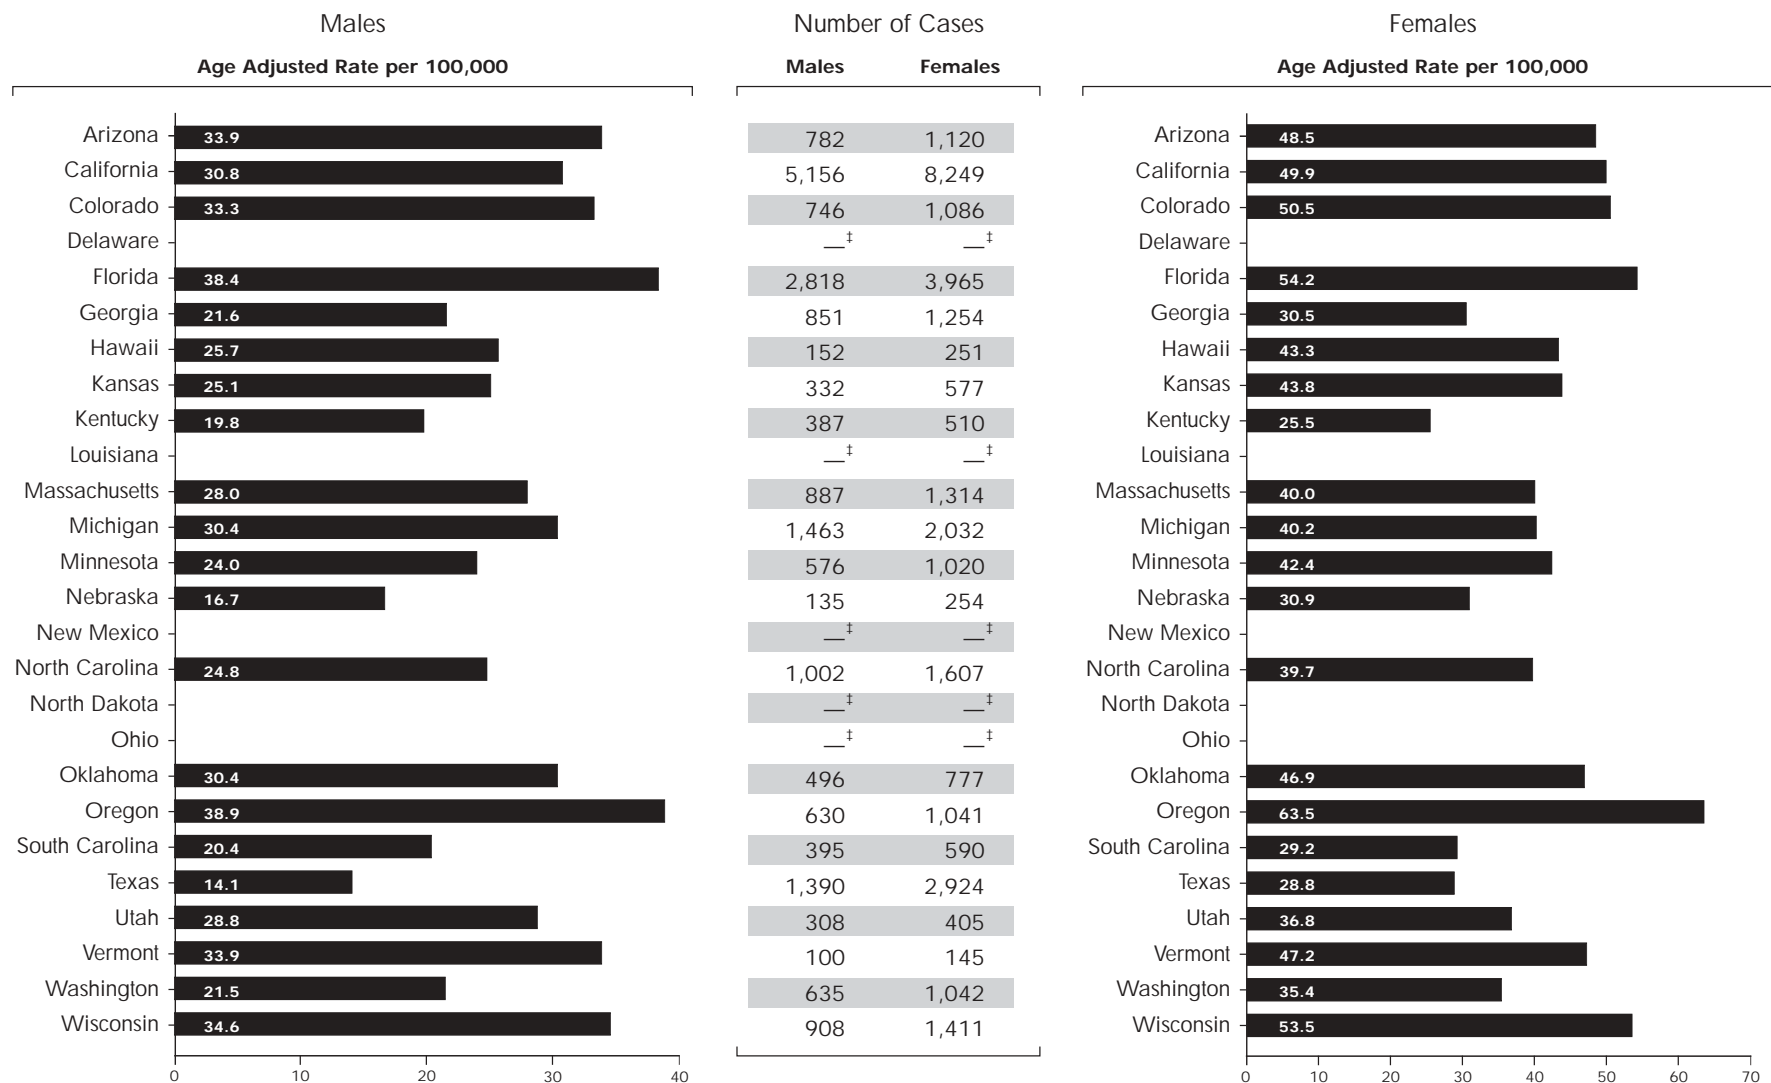 Males Number of Cases Females
Age Adjusted Rate per 100,000 Males Females Age Adjusted Rate per 100,000
Arizona 33.9 782 1,120 Arizona 48.5
California 30.8 5,156 8,249 California 49.9
Colorado 33.3 746 1,086 Colorado 50.5
Delaware —‡ —‡ Delaware
Florida 38.4 2,818 3,965 Florida 54.2
Georgia 21.6 851 1,254 Georgia 30.5
Hawaii 25.7 152 251 Hawaii 43.3
Kansas 25.1 332 577 Kansas 43.8
Kentucky 19.8 387 510 Kentucky 25.5
Louisiana —‡ —‡ Louisiana
Massachusetts 28.0 887 1,314 Massachusetts 40.0
Michigan 30.4 1,463 2,032 Michigan 40.2
Minnesota 24.0 576 1,020 Minnesota 42.4
Nebraska 16.7 135 254 Nebraska 30.9
New Mexico —‡ —‡ New Mexico
North Carolina 24.8 1,002 1,607 North Carolina 39.7
North Dakota —‡ —‡ North Dakota
Ohio —‡ —‡ Ohio
Oklahoma 30.4 496 777 Oklahoma 46.9
Oregon 38.9 630 1,041 Oregon 63.5
South Carolina 20.4 395 590 South Carolina 29.2
Texas 14.1 1,390 2,924 Texas 28.8
Utah 28.8 308 405 Utah 36.8
Vermont 33.9 100 145 Vermont 47.2
Washington 21.5 635 1,042 Washington 35.4
Wisconsin 34.6 908 1,411 Wisconsin 53.5
0 10 20 30 40 0 10 20 30 40 50 60 70